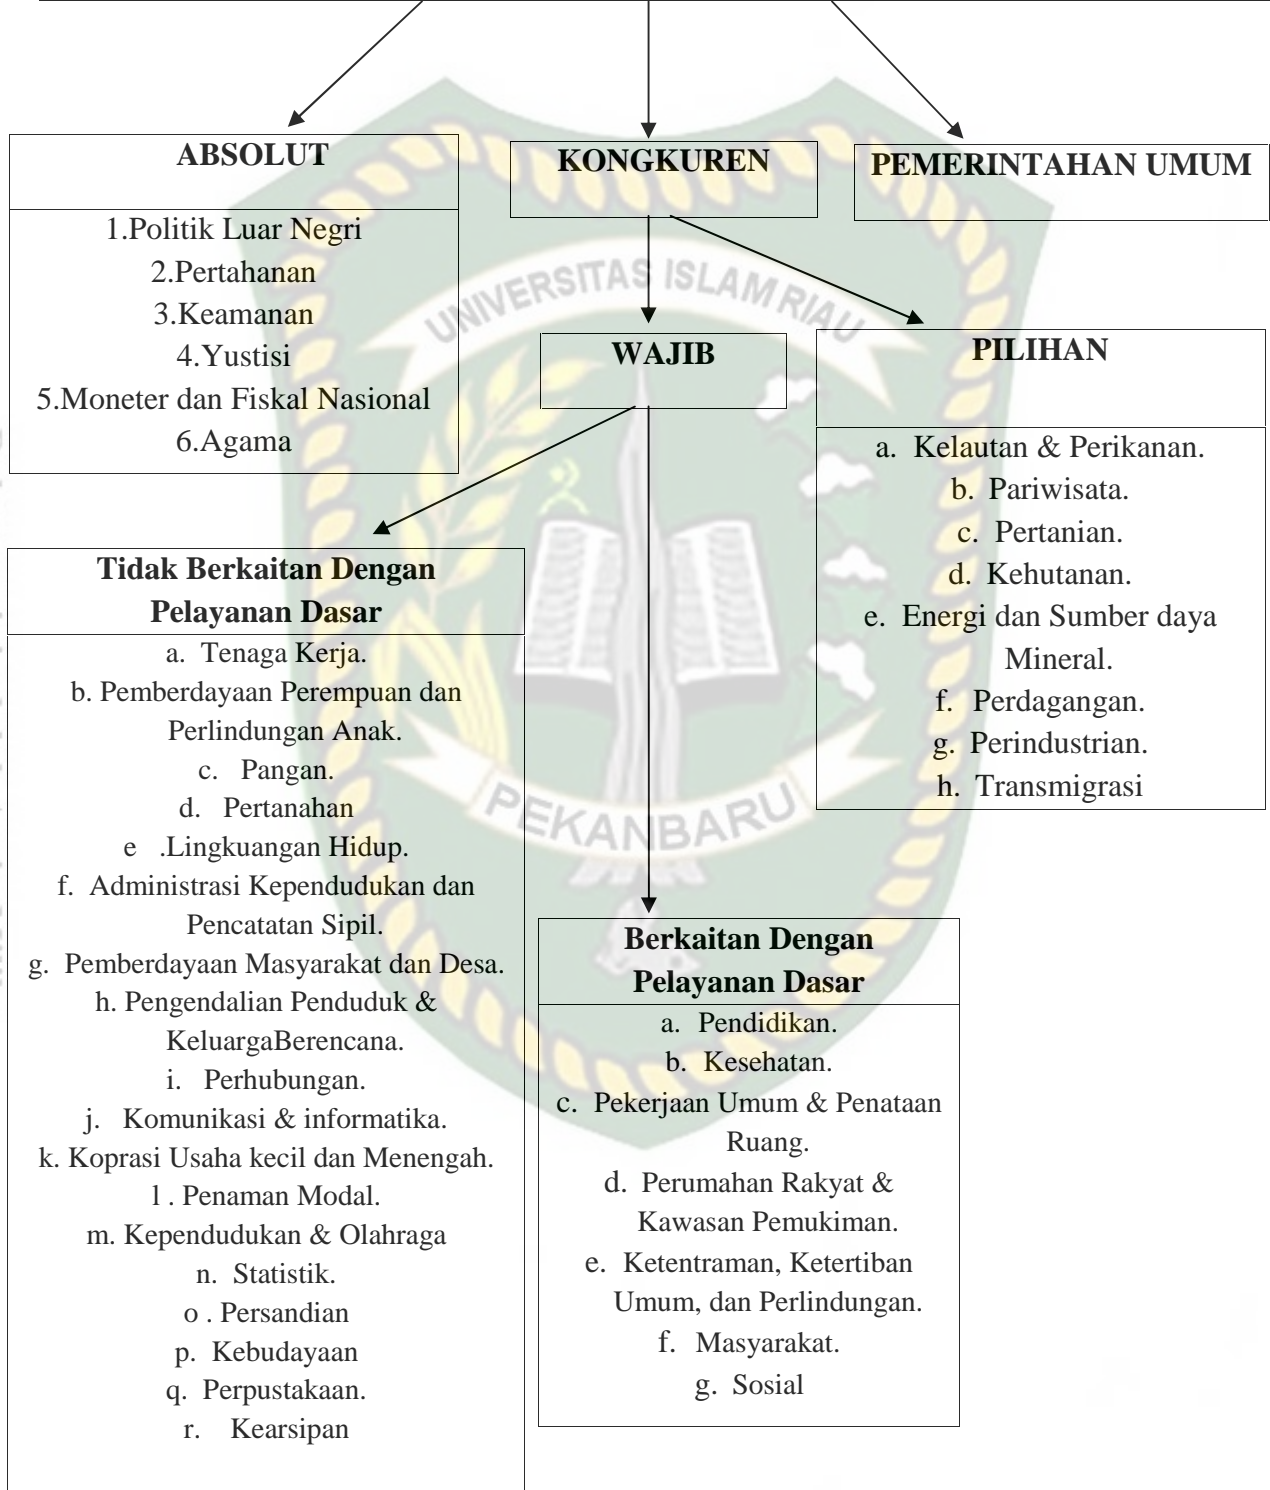 ABSOLUT
1.Politik Luar Negri
2.Pertahanan
3.Keamanan
4.Yustisi
5.Moneter dan Fiskal Nasional
6.Agama
KONGKUREN
PEMERINTAHAN UMUM
UNIVERSITAS ISLAM RIAU
WAJIB
PILIHAN
a. Kelautan & Perikanan.
b. Pariwisata.
c. Pertanian.
d. Kehutanan.
e. Energi dan Sumber daya
Mineral.
f. Perdagangan.
g. Perindustrian.
h. Transmigrasi
Tidak Berkaitan Dengan
Pelayanan Dasar
a. Tenaga Kerja.
b. Pemberdayaan Perempuan dan
Perlindungan Anak.
c. Pangan.
d. Pertanahan
e .Lingkuangan Hidup.
f. Administrasi Kependudukan dan
Pencatatan Sipil.
g. Pemberdayaan Masyarakat dan Desa.
h. Pengendalian Penduduk &
KeluargaBerencana.
i. Perhubungan.
j. Komunikasi & informatika.
k. Koprasi Usaha kecil dan Menengah.
l . Penaman Modal.
m. Kependudukan & Olahraga
n. Statistik.
o . Persandian
p. Kebudayaan
q. Perpustakaan.
r. Kearsipan
PEKANBARU
Berkaitan Dengan
Pelayanan Dasar
a. Pendidikan.
b. Kesehatan.
c. Pekerjaan Umum & Penataan
Ruang.
d. Perumahan Rakyat &
Kawasan Pemukiman.
e. Ketentraman, Ketertiban
Umum, dan Perlindungan.
f. Masyarakat.
g. Sosial